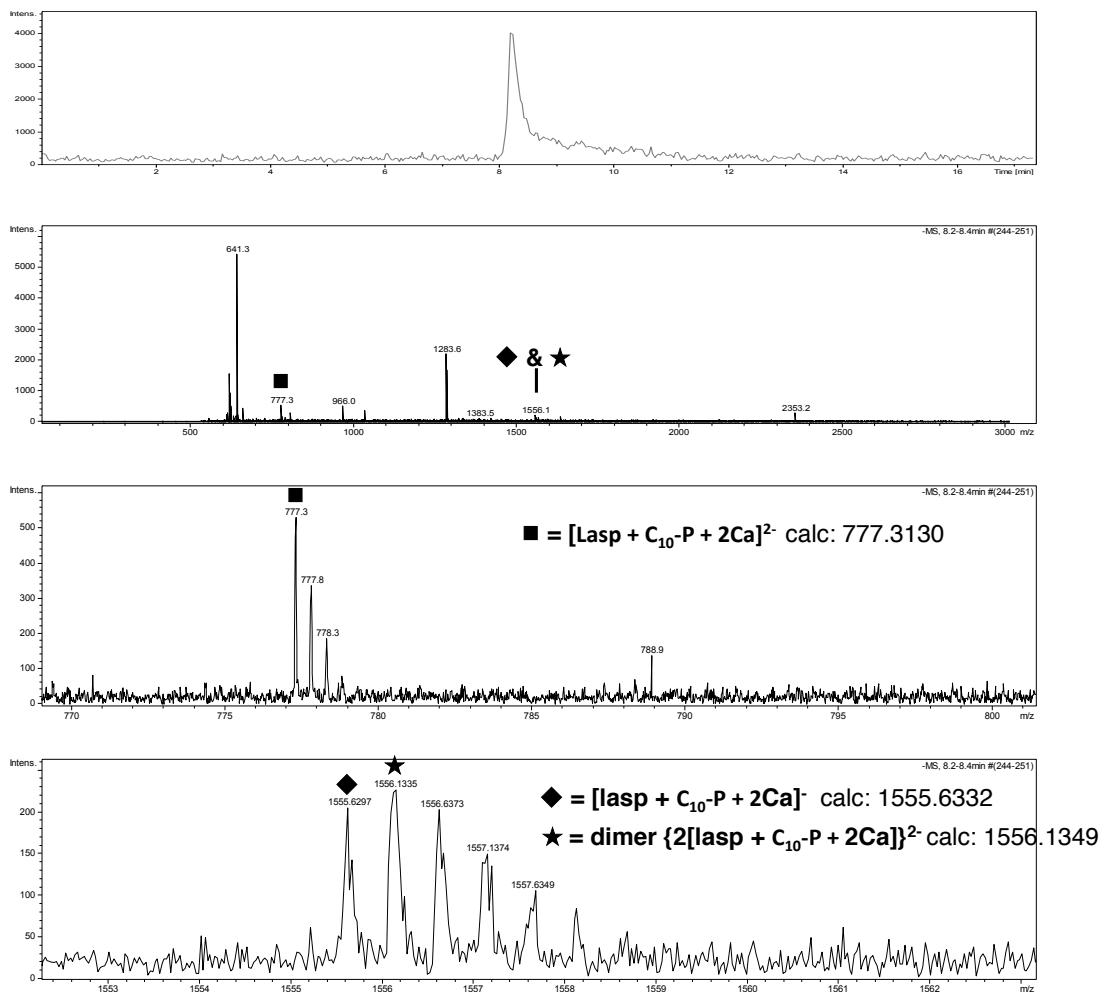 Intens.
4000
3000
2000
1000
0
2 4 6 8 10 12 14 16 Time [min]
Intens.
-MS, 8.2-8.4min #(244-251)
641.3
5000
4000
3000
2000
1000
0
1283.6
◆ & ★
■
777.3
966.0
1383.5
1556.1
2353.2
500 1000 1500 2000 2500 3000 m/z
Intens.
-MS, 8.2-8.4min #(244-251)
■
777.3
■ = [Lasp + C₁₀-P + 2Ca]²⁻ calc: 777.3130
500
400
300
200
100
0
777.8
778.3
788.9
770 775 780 785 790 795 800 m/z
Intens.
-MS, 8.2-8.4min #(244-251)
◆
1555.6297
★
1556.1335
1556.6373
1557.1374
1557.6349
◆ = [lasp + C₁₀-P + 2Ca]⁻ calc: 1555.6332
★ = dimer {2[lasp + C₁₀-P + 2Ca]}²⁻ calc: 1556.1349
250
200
150
100
50
0
1553 1554 1555 1556 1557 1558 1559 1560 1561 1562 m/z